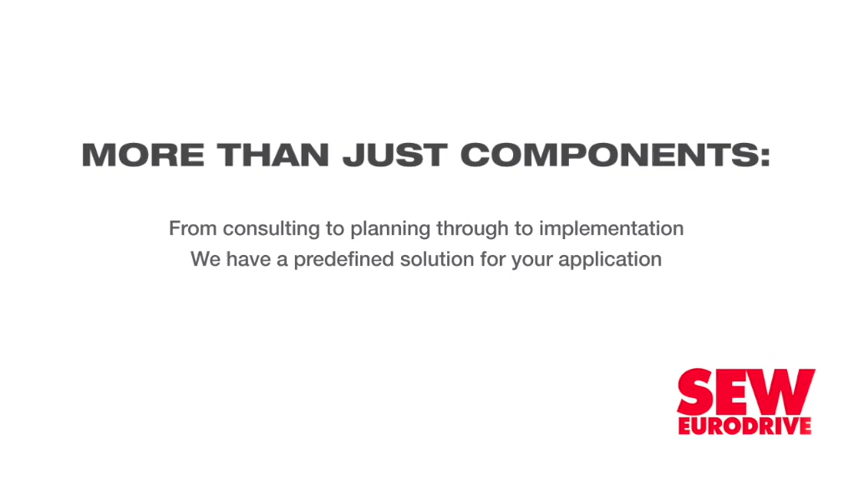 MORE THAN JUST COMPONENTS:
From consulting to planning through to implementation
We have a predefined solution for your application
SEW
EURODRIVE